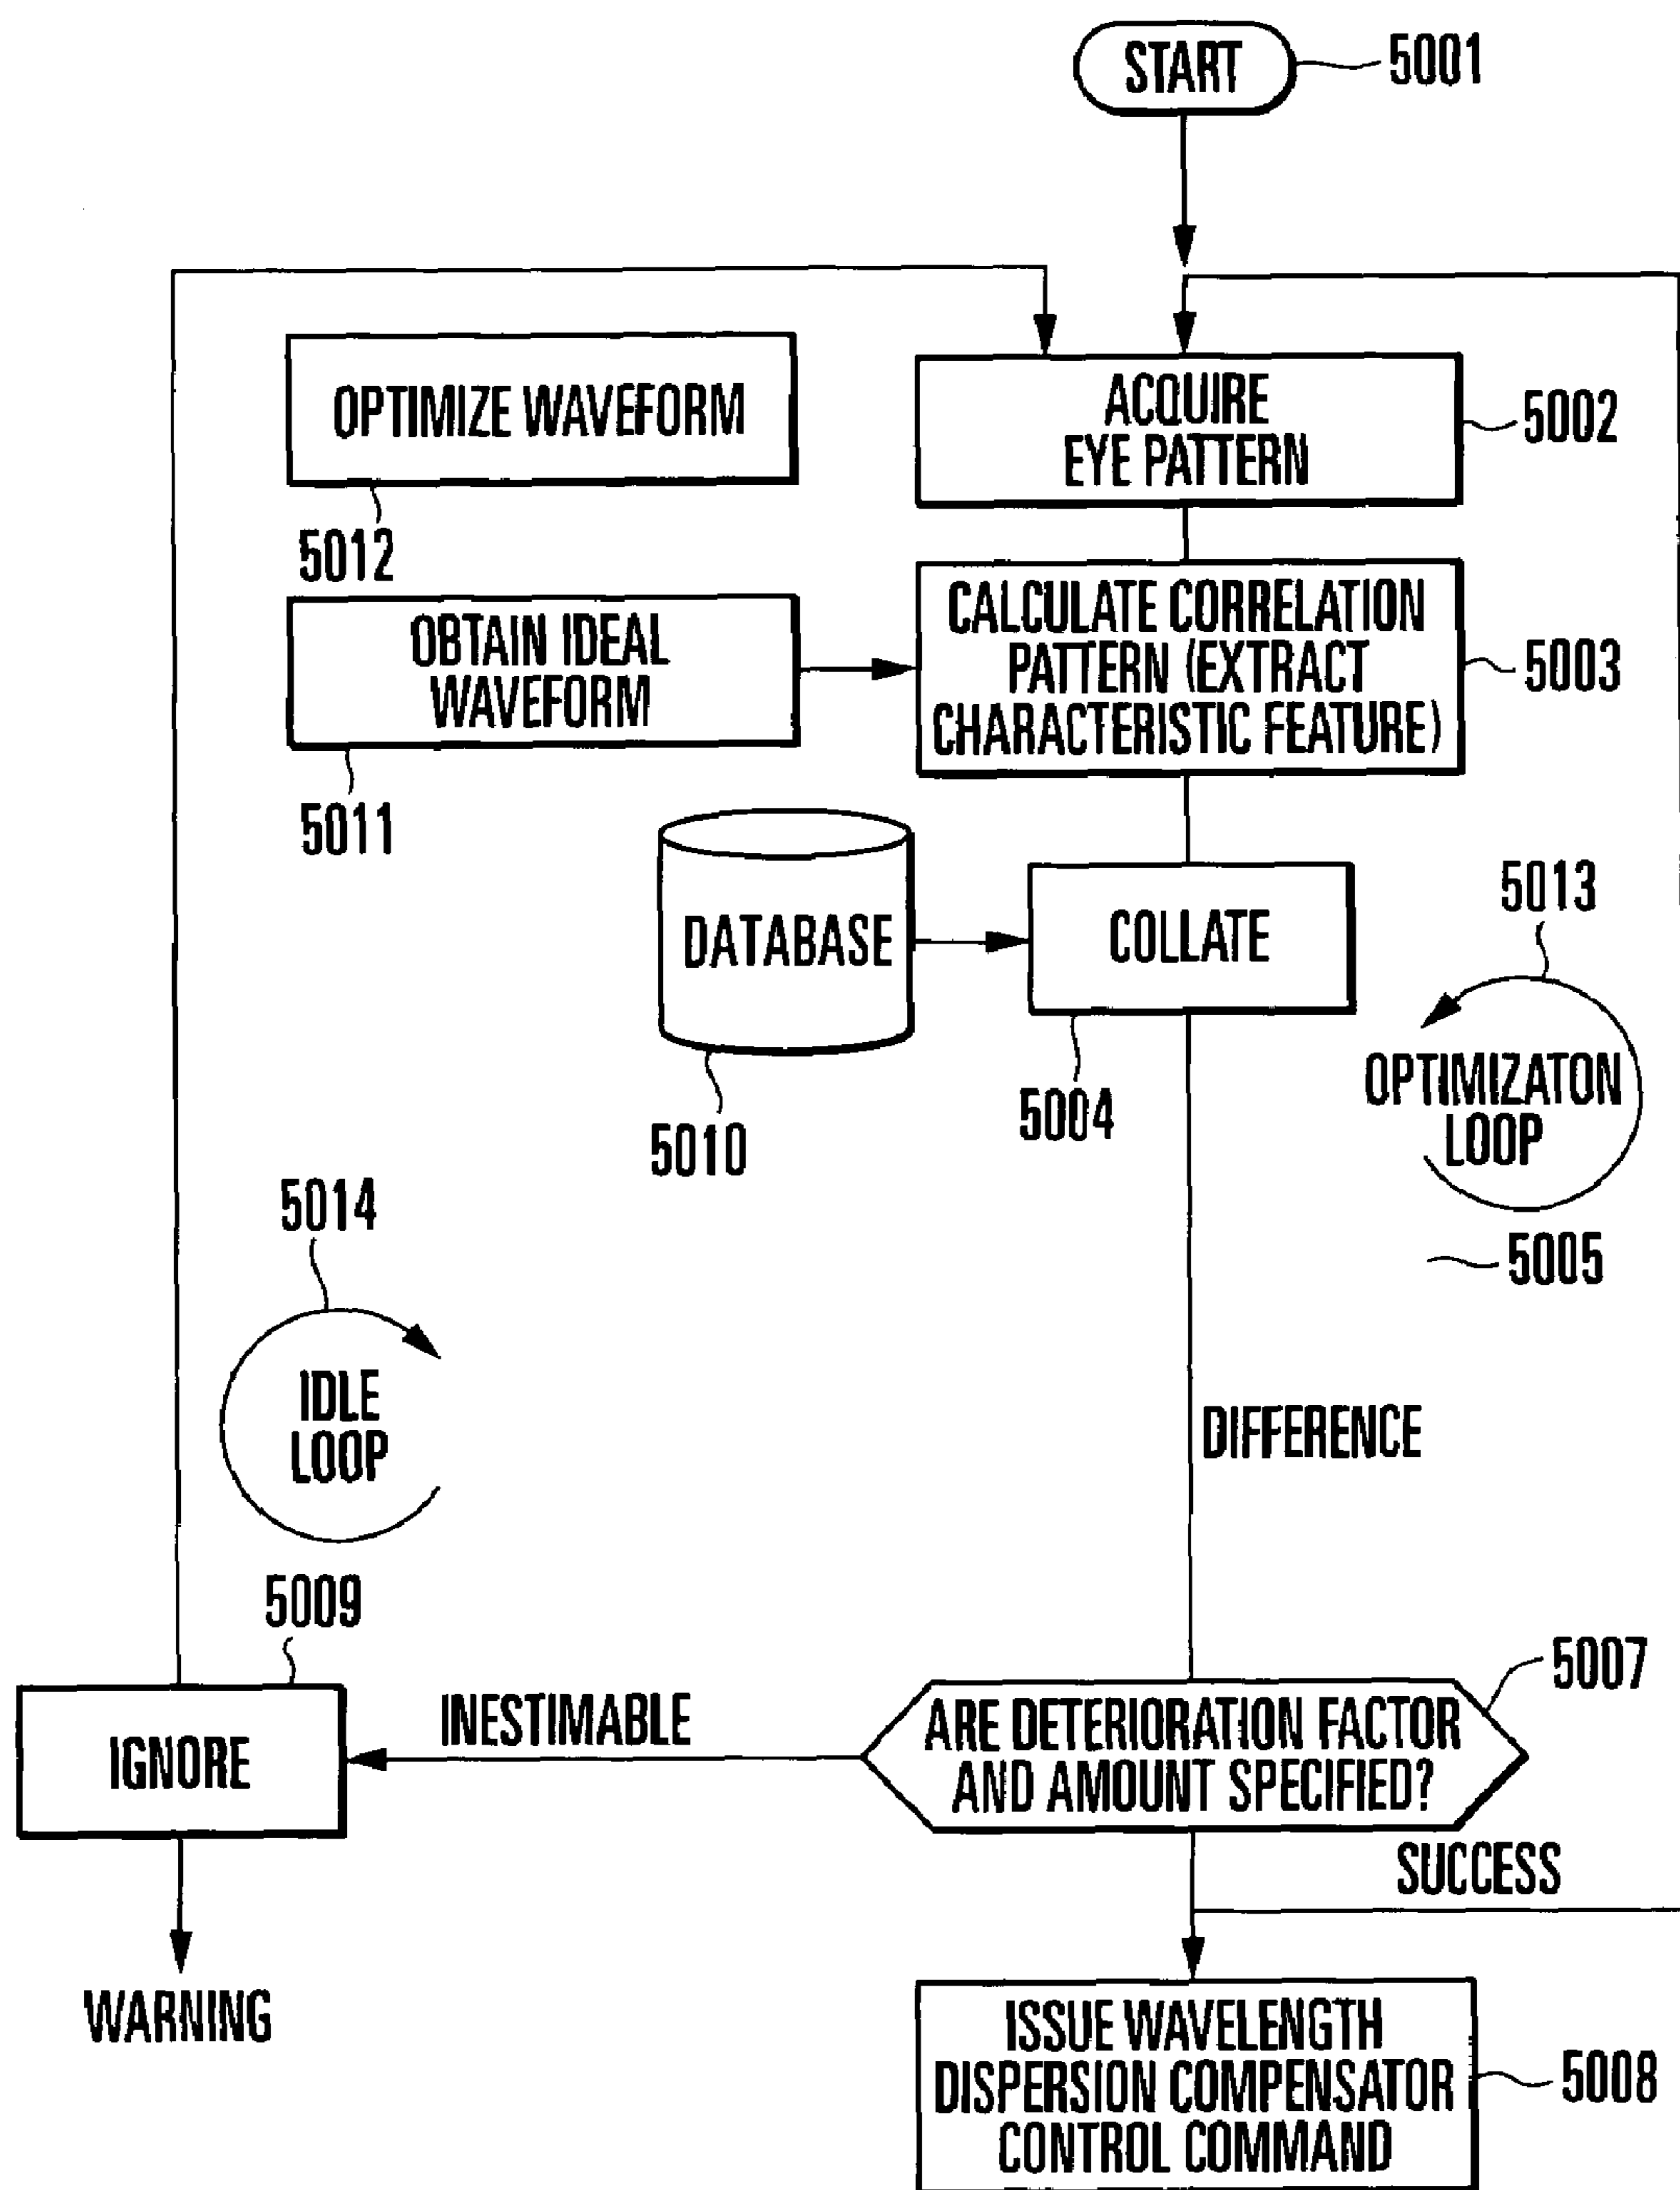 START
5001
OPTIMIZE WAVEFORM
5012
ACQUIRE
EYE PATTERN
5002
OBTAIN IDEAL
WAVEFORM
5011
CALCULATE CORRELATION
PATTERN (EXTRACT
CHARACTERISTIC FEATURE)
5003
DATABASE
5010
COLLATE
5004
5013
OPTIMIZATON
LOOP
5005
5014
IDLE
LOOP
DIFFERENCE
5009
IGNORE
INESTIMABLE
5007
ARE DETERIORATION FACTOR
AND AMOUNT SPECIFIED?
SUCCESS
WARNING
ISSUE WAVELENGTH
DISPERSION COMPENSATOR
CONTROL COMMAND
5008